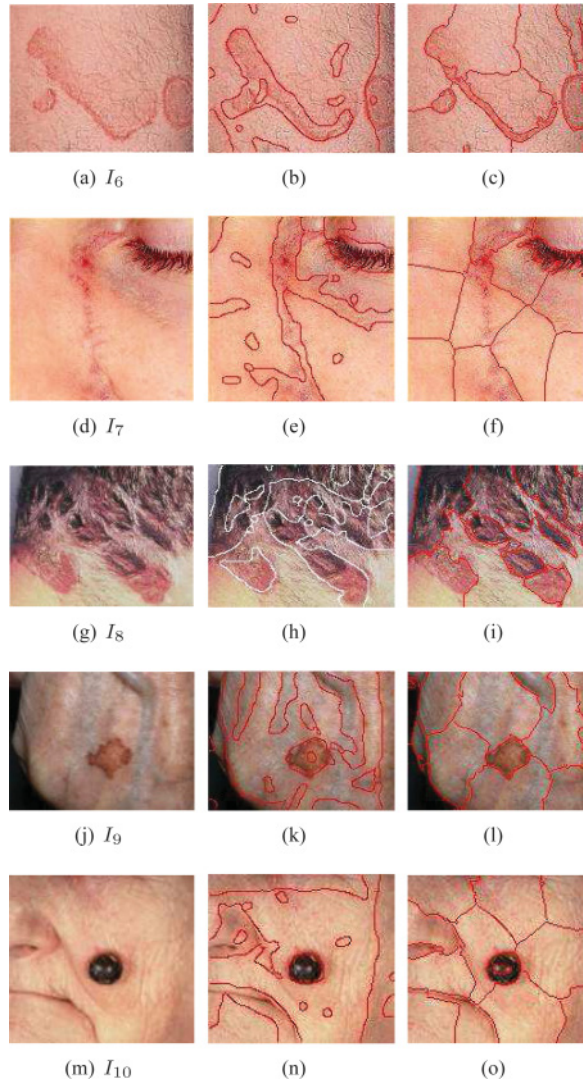 (a) I₆ (b) (c)
(d) I₇ (e) (f)
(g) I₈ (h) (i)
(j) I₉ (k) (l)
(m) I₁₀ (n) (o)